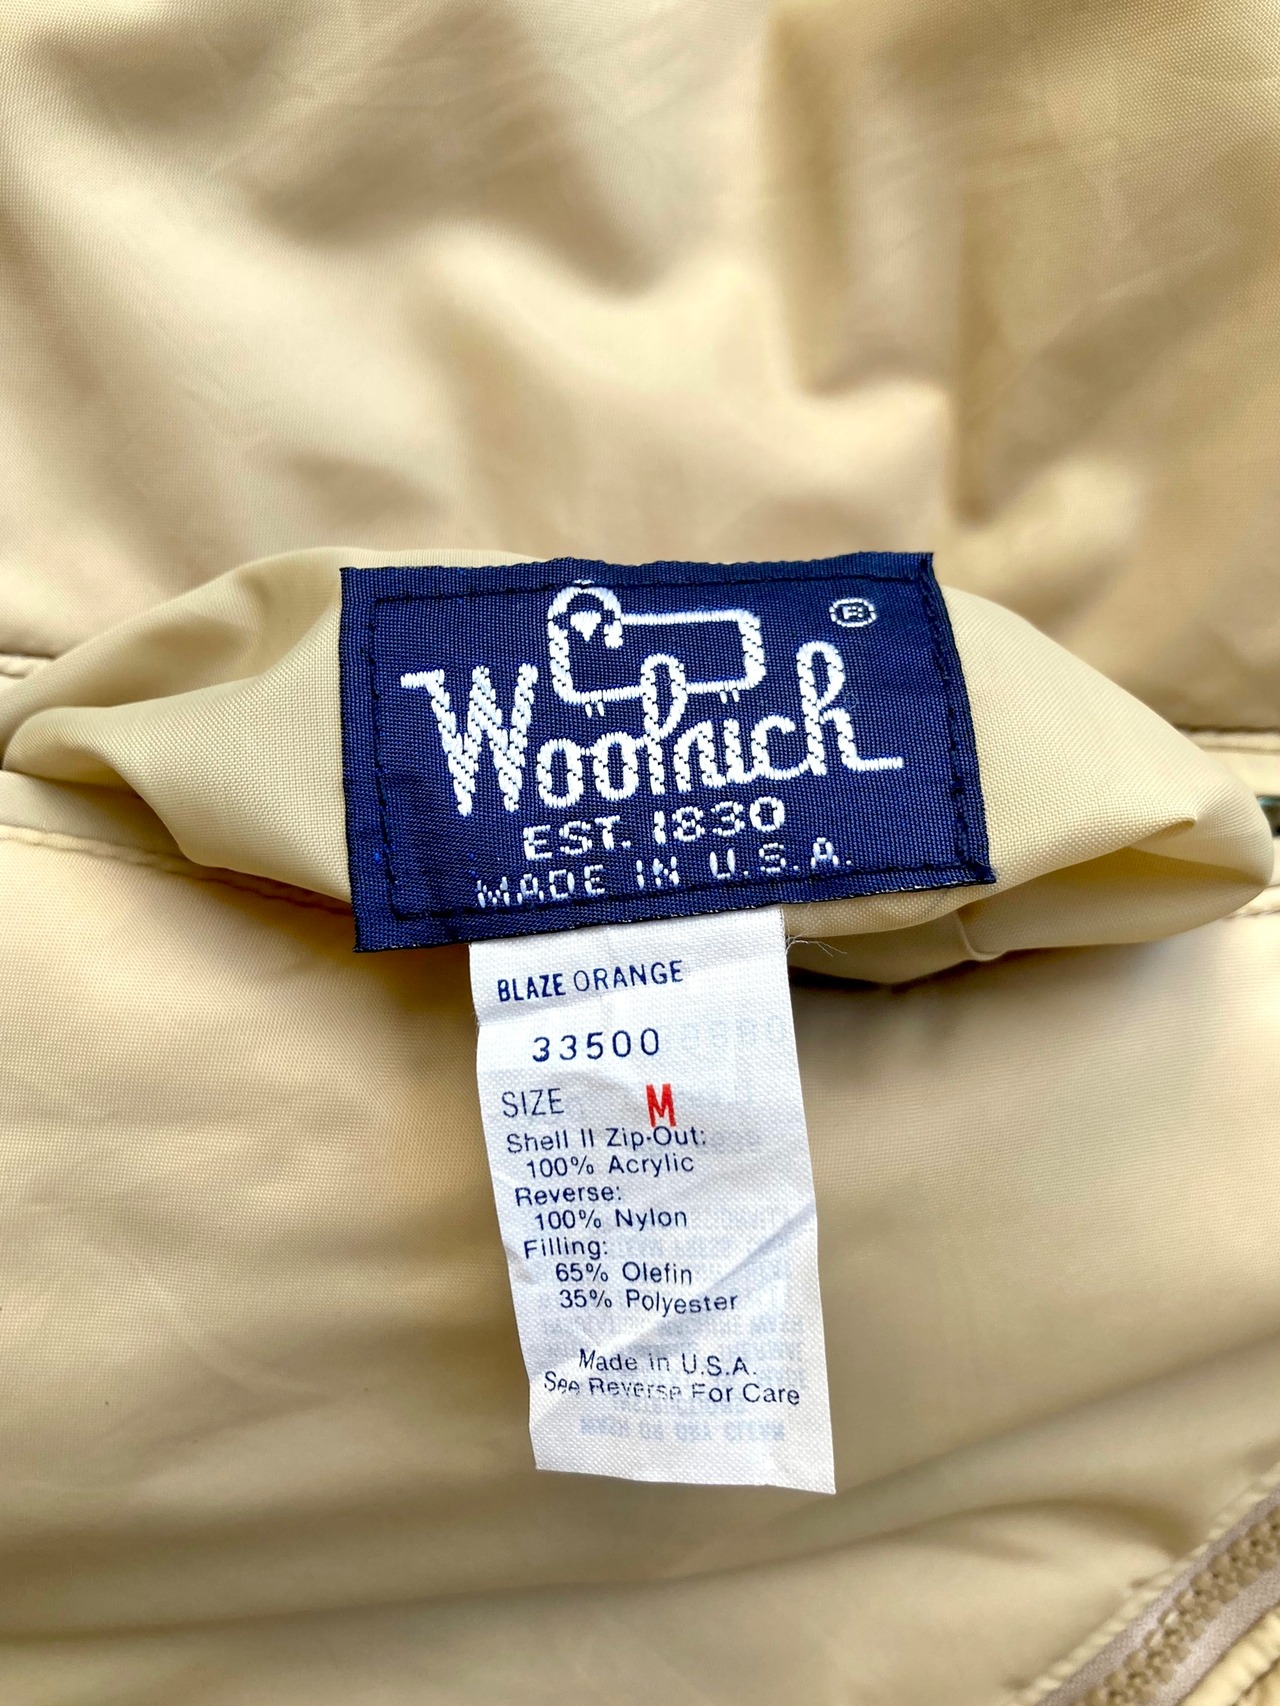 Woolrich ®
EST. 1830
MADE IN U.S.A.
BLAZE ORANGE
33500
SIZE M
Shell II Zip-Out:
100% Acrylic
Reverse:
100% Nylon
Filling:
65% Olefin
35% Polyester
Made in U.S.A.
See Reverse For Care